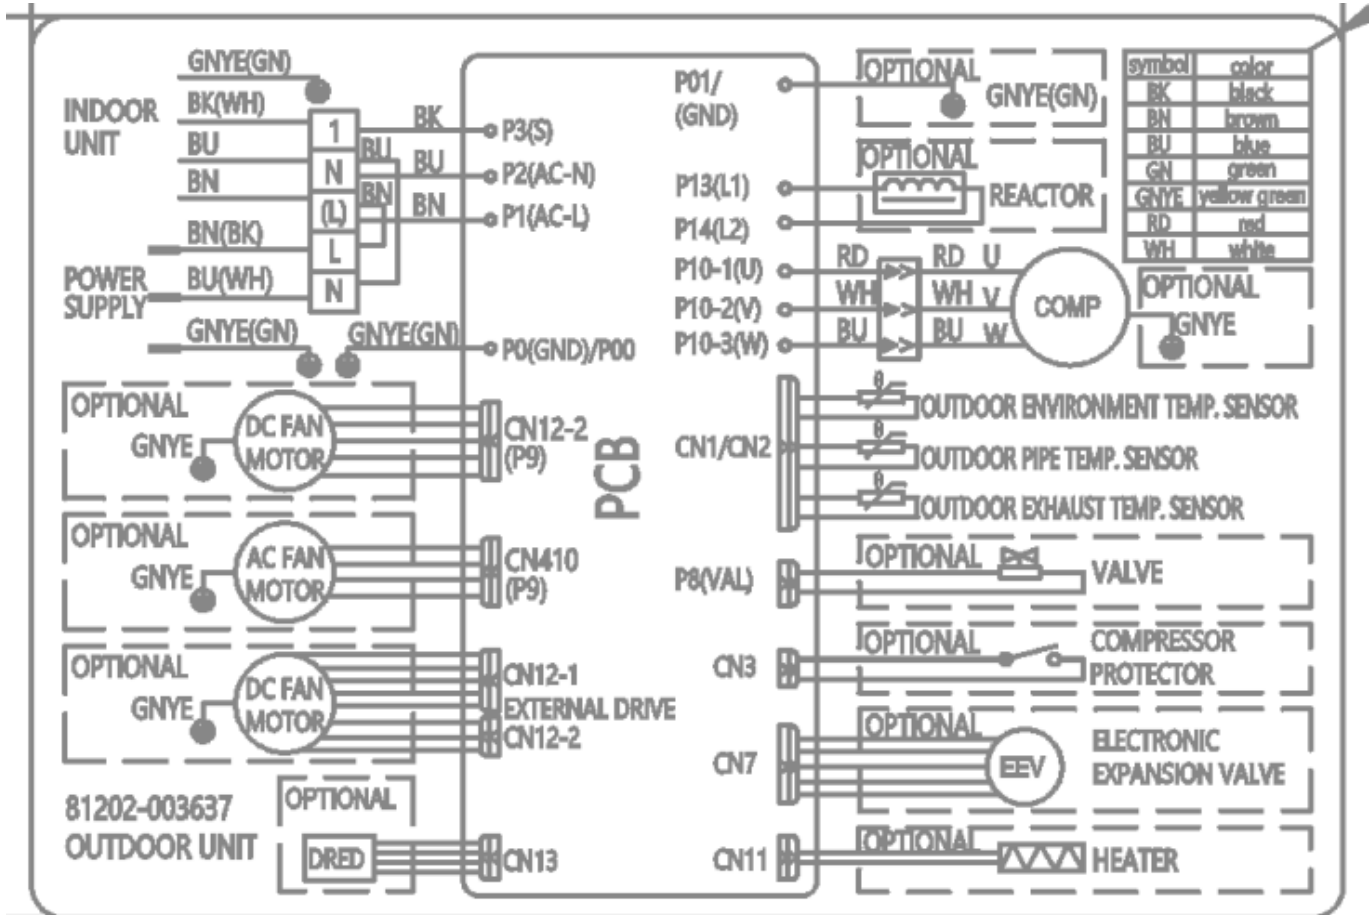 GNYE(GN)
INDOOR
UNIT
BK(WH)
BU
BN
BN(BK)
POWER
SUPPLY
BU(WH)
GNYE(GN)
GNYE(GN)
1
N
(L)
L
N
BU
BN
BK
BU
BN
P3(S)
P2(AC-N)
P1(AC-L)
P0(GND)/P00
OPTIONAL
GNYE
DC FAN
MOTOR
CN12-2
(P9)
OPTIONAL
GNYE
AC FAN
MOTOR
CN410
(P9)
OPTIONAL
GNYE
DC FAN
MOTOR
CN12-1
EXTERNAL DRIVE
CN12-2
81202-003637
OUTDOOR UNIT
OPTIONAL
DRED
CN13
PCB
P01/
(GND)
OPTIONAL
GNYE(GN)
P13(L1)
P14(L2)
OPTIONAL
REACTOR
P10-1(U)
P10-2(V)
P10-3(W)
RD
WH
BU
RD
WH
BU
U
V
W
COMP
OPTIONAL
GNYE
symbol color
BK black
BN brown
BU blue
GN green
GNYE yellow green
RD red
WH white
CN1/CN2
θ
OUTDOOR ENVIRONMENT TEMP. SENSOR
θ
OUTDOOR PIPE TEMP. SENSOR
θ
OUTDOOR EXHAUST TEMP. SENSOR
P8(VAL)
OPTIONAL
VALVE
CN3
OPTIONAL
COMPRESSOR
PROTECTOR
CN7
OPTIONAL
EEV
ELECTRONIC
EXPANSION VALVE
CN11
OPTIONAL
HEATER